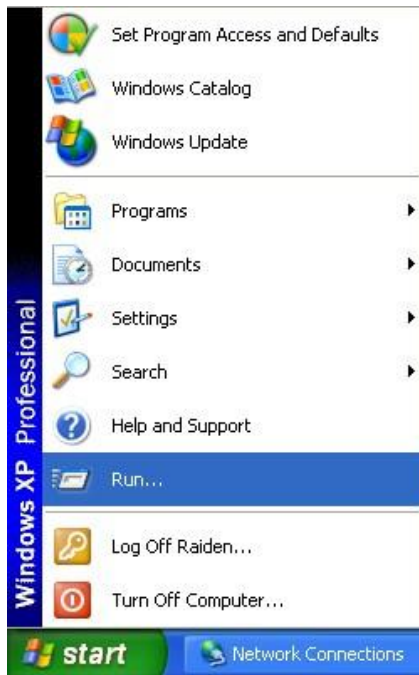 Set Program Access and Defaults
Windows Catalog
Windows Update
Programs
Documents
Settings
Search
Help and Support
Run...
Log Off Raiden...
Turn Off Computer...
Windows XP Professional
start
Network Connections